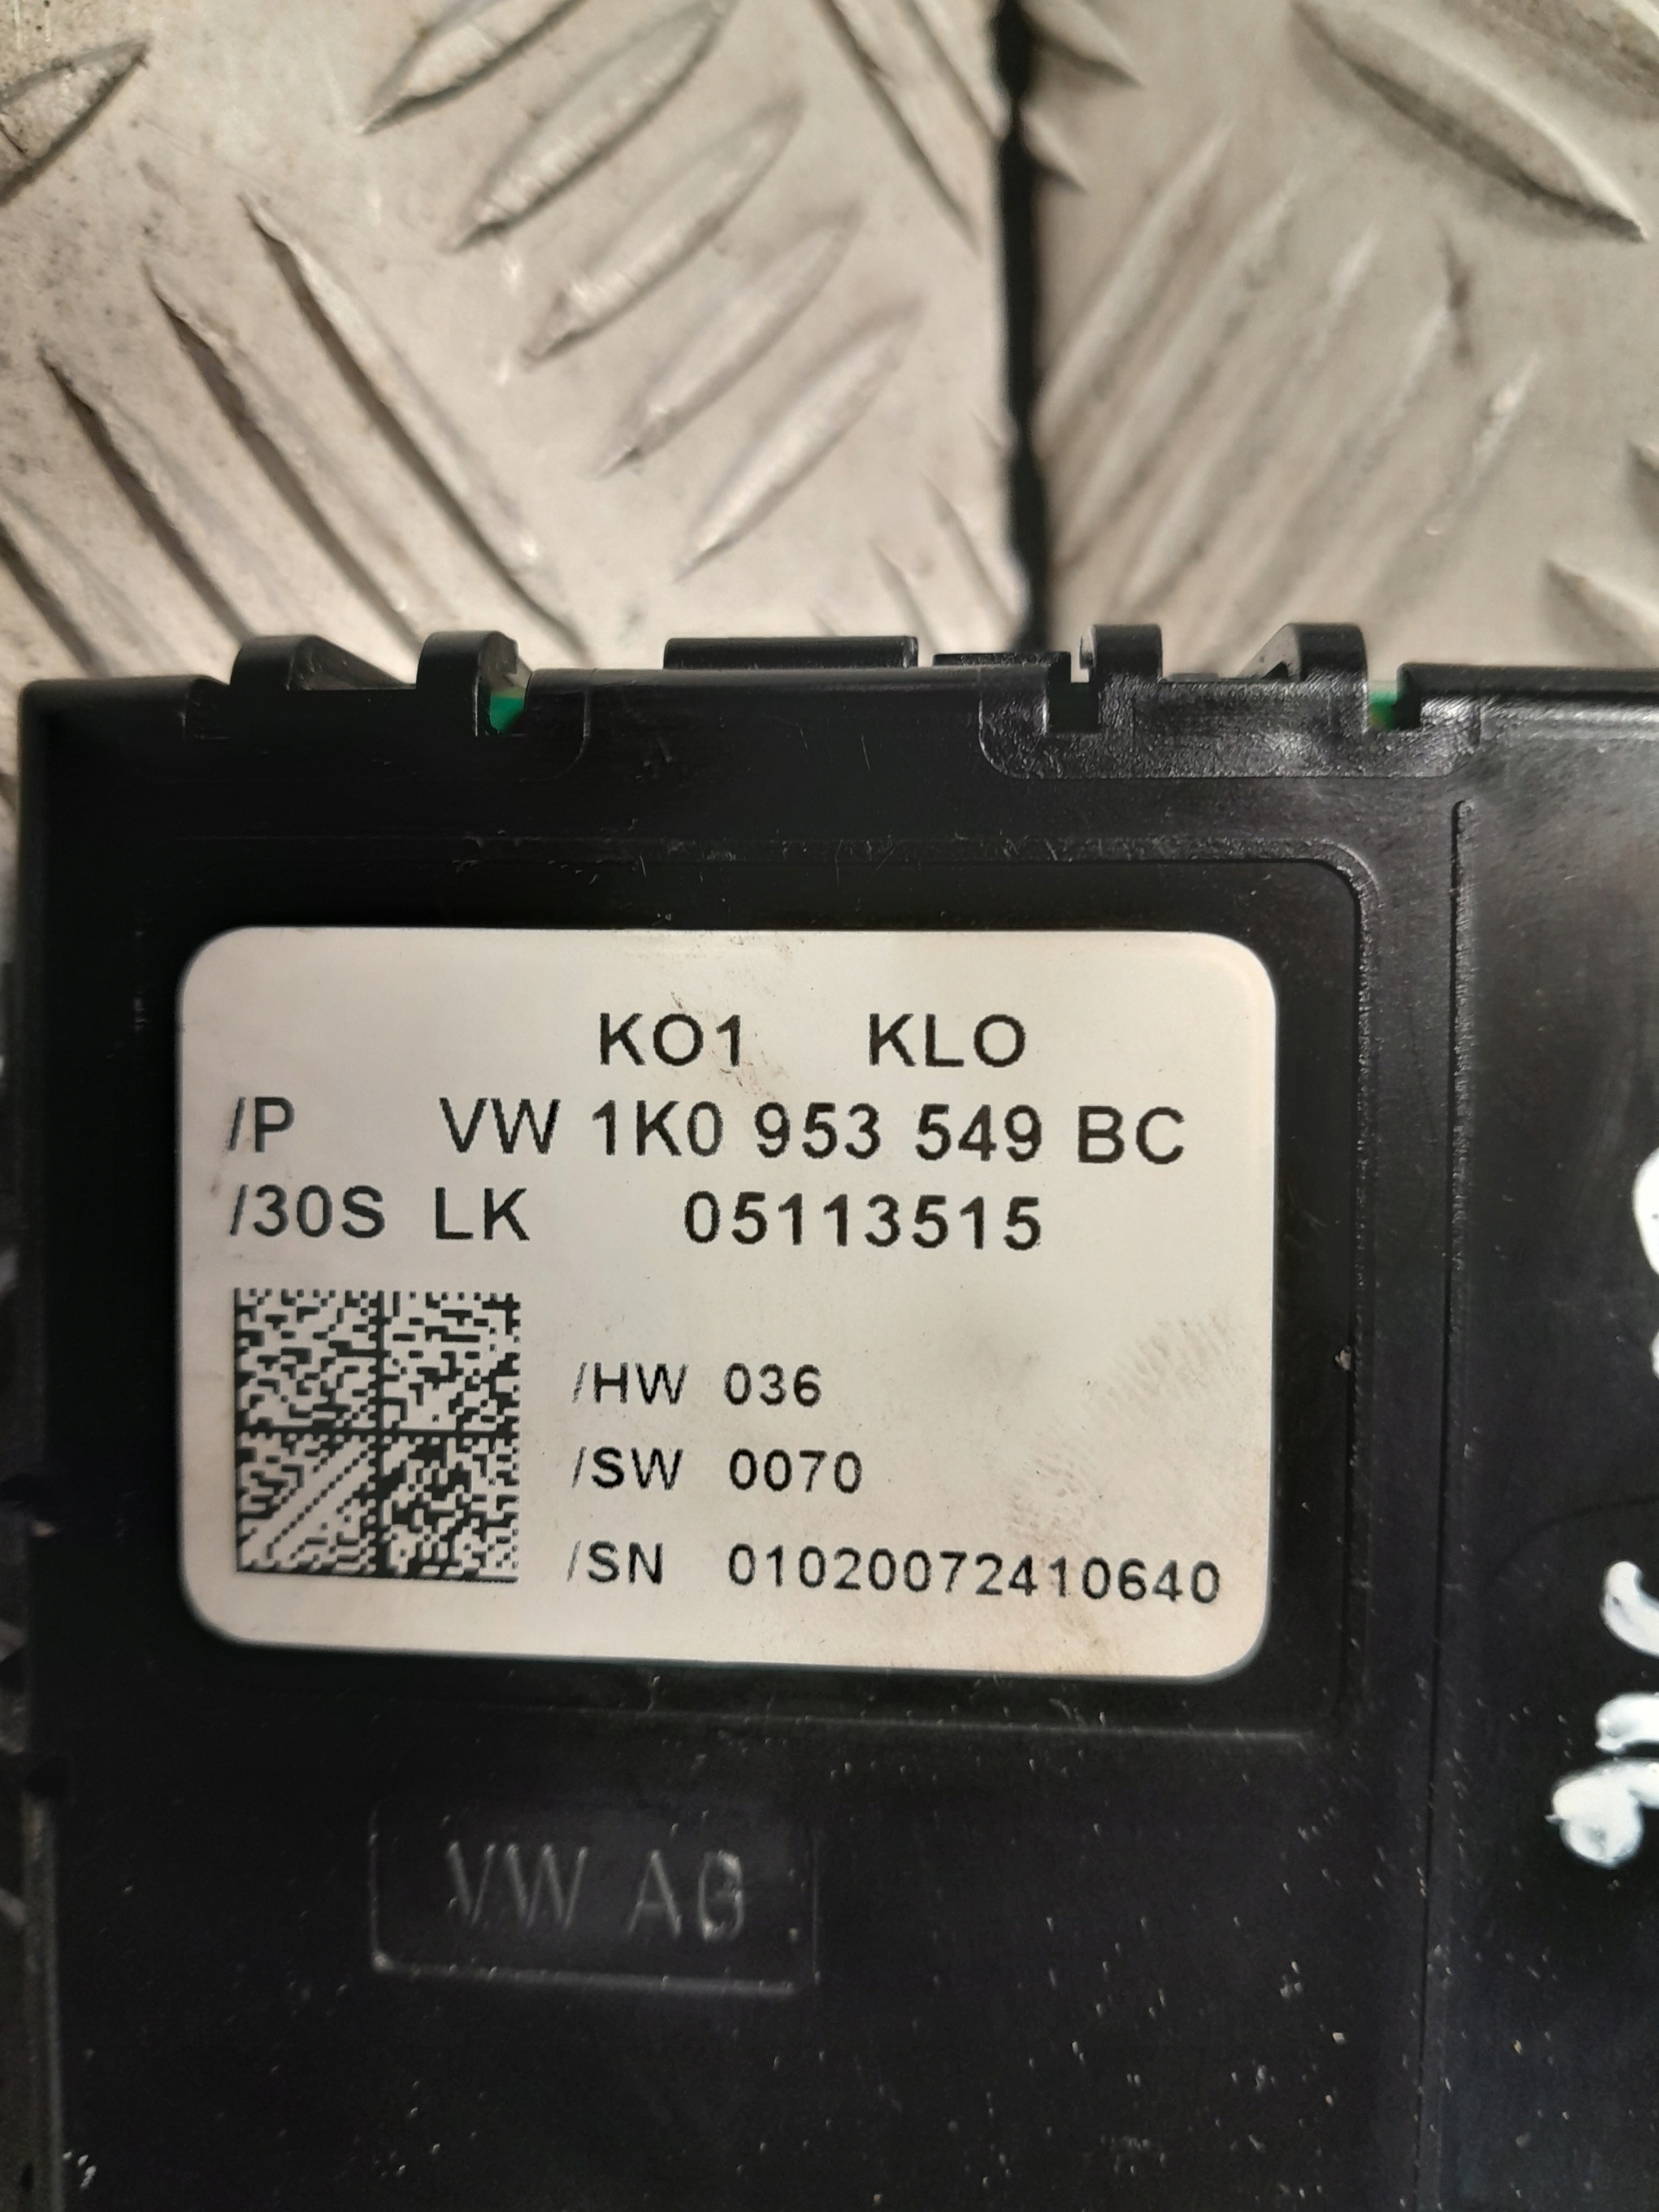 KO1 KLO
/P VW 1K0 953 549 BC
/30S LK 05113515
/HW 036
/SW 0070
/SN 01020072410640
VW AG